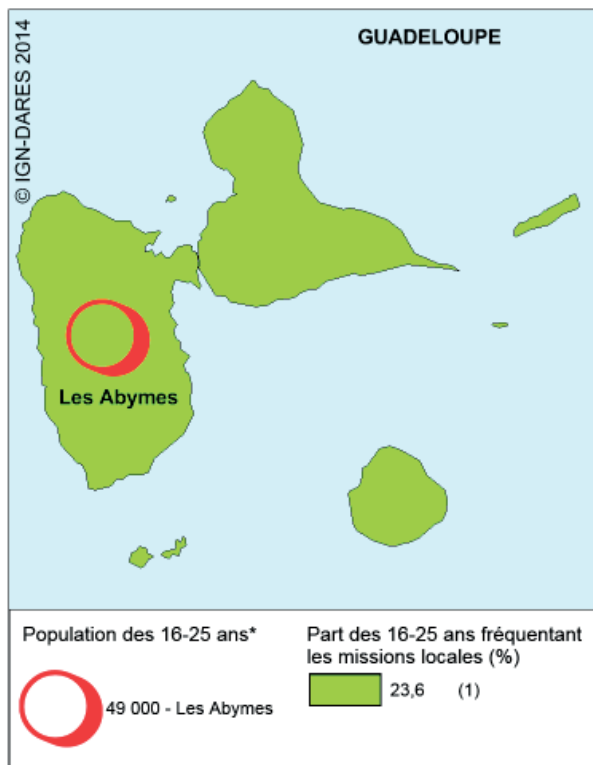 © IGN-DARES 2014
GUADELOUPE
Les Abymes
Population des 16-25 ans*
49 000 - Les Abymes
Part des 16-25 ans fréquentant
les missions locales (%)
23,6 (1)